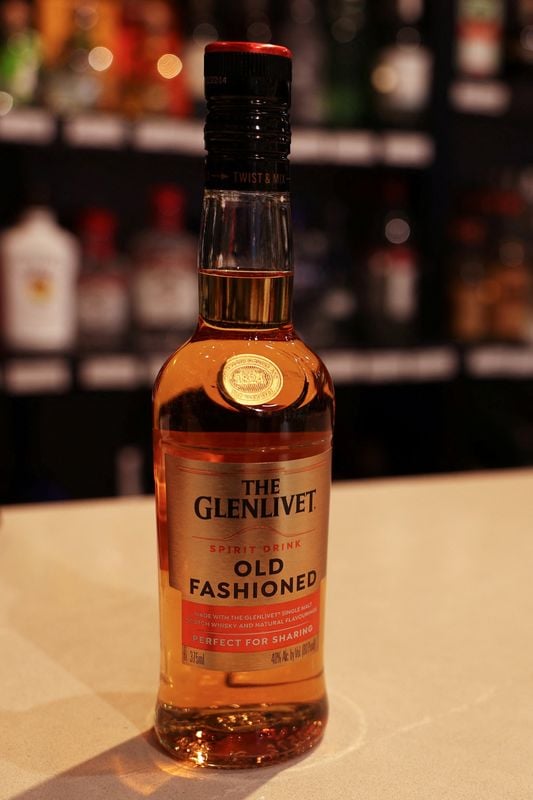 TWIST & MIX
1824
THE
GLENLIVET
SPIRIT DRINK
OLD
FASHIONED
MADE WITH THE GLENLIVET® SINGLE MALT
SCOTCH WHISKY AND NATURAL FLAVOURINGS
PERFECT FOR SHARING
375ml 40% Alc. by Vol.